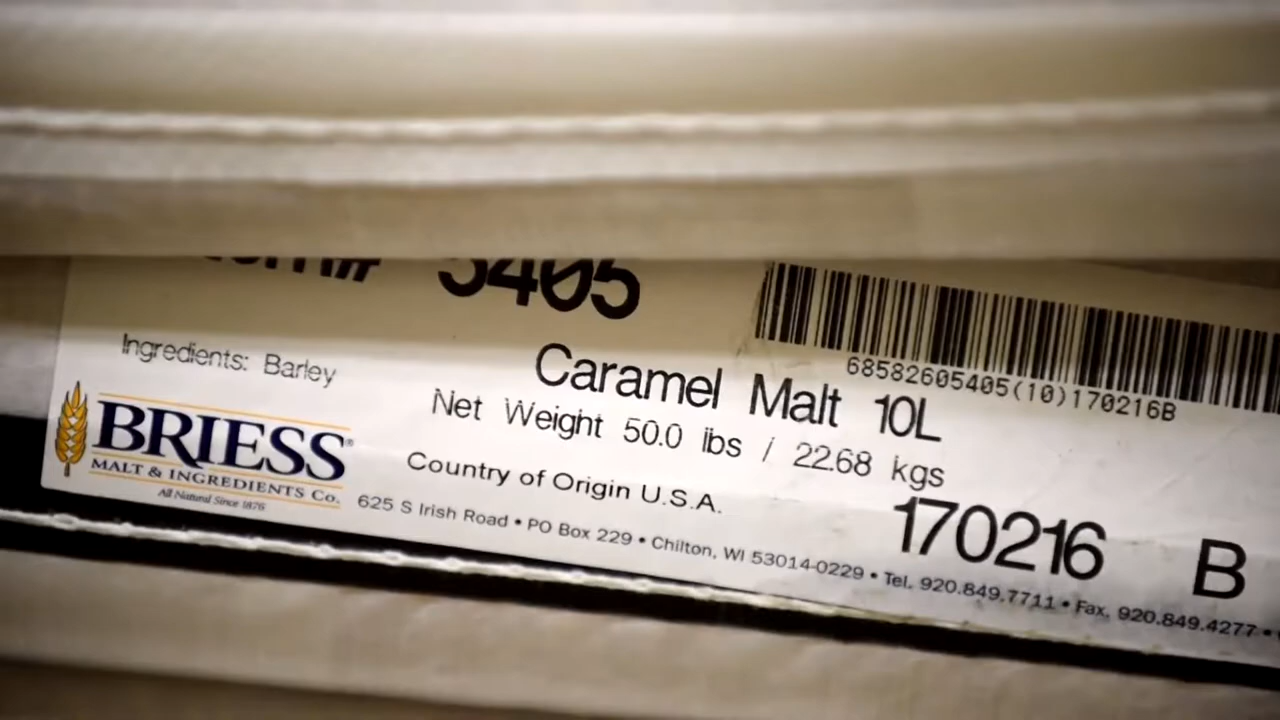 5405
68582605405(10)170216B
Ingredients: Barley
Caramel Malt 10L
Net Weight 50.0 lbs / 22.68 kgs
BRIESS®
MALT & INGREDIENTS Co.
All Natural Since 1876
Country of Origin U.S.A.
170216 B
625 S Irish Road • PO Box 229 • Chilton, WI 53014-0229 • Tel. 920.849.7711 • Fax. 920.849.4277 •